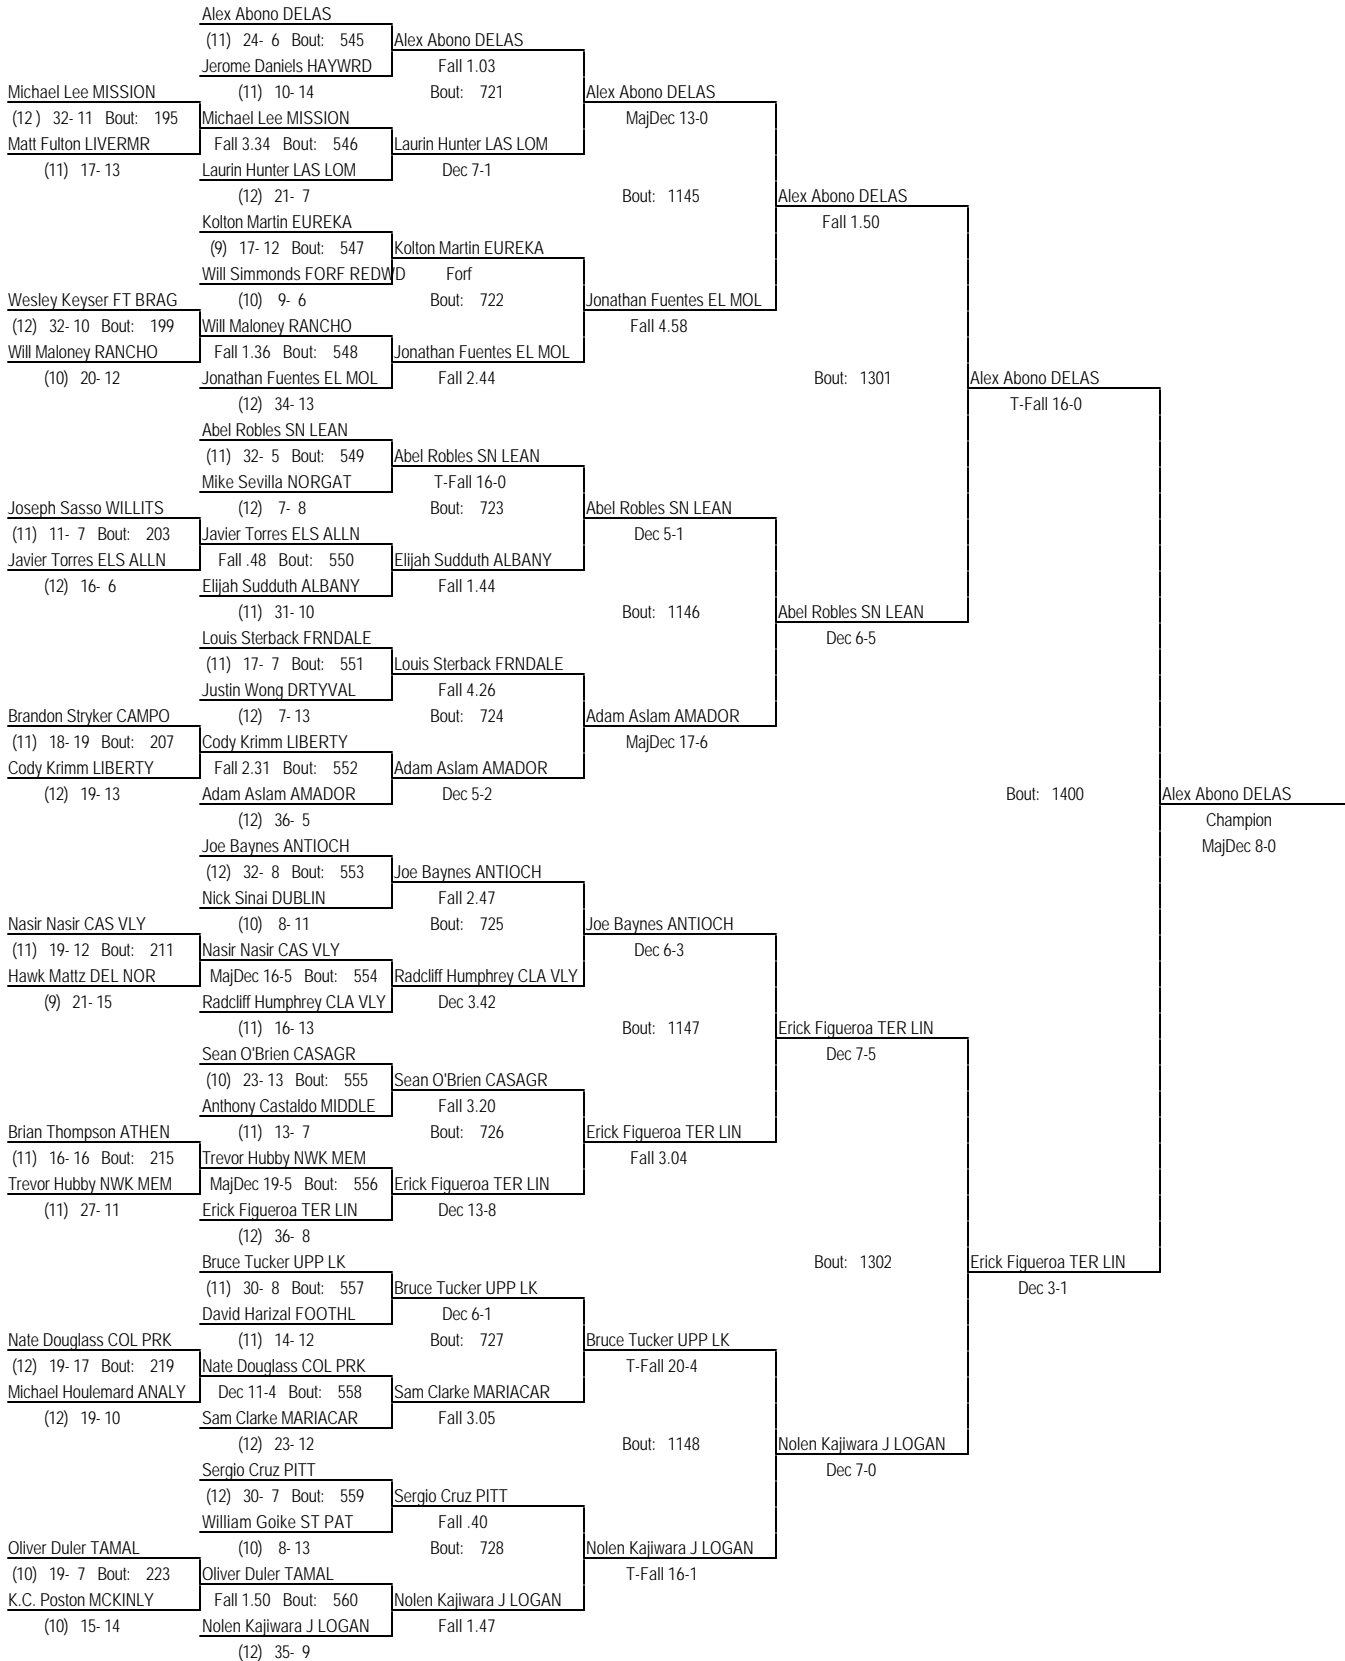 Alex Abono DELAS
(11) 24- 6 Bout: 545 Alex Abono DELAS
Jerome Daniels HAYWRD Fall 1.03
Michael Lee MISSION (11) 10- 14 Bout: 721 Alex Abono DELAS
(12 ) 32- 11 Bout: 195 Michael Lee MISSION MajDec 13-0
Matt Fulton LIVERMR Fall 3.34 Bout: 546 Laurin Hunter LAS LOM
(11) 17- 13 Laurin Hunter LAS LOM Dec 7-1
(12) 21- 7 Bout: 1145 Alex Abono DELAS
Kolton Martin EUREKA Fall 1.50
(9) 17- 12 Bout: 547 Kolton Martin EUREKA
Will Simmonds FORF REDWD Forf
Wesley Keyser FT BRAG (10) 9- 6 Bout: 722 Jonathan Fuentes EL MOL
(12) 32- 10 Bout: 199 Will Maloney RANCHO Fall 4.58
Will Maloney RANCHO Fall 1.36 Bout: 548 Jonathan Fuentes EL MOL
(10) 20- 12 Jonathan Fuentes EL MOL Fall 2.44 Bout: 1301 Alex Abono DELAS
(12) 34- 13 T-Fall 16-0
Abel Robles SN LEAN
(11) 32- 5 Bout: 549 Abel Robles SN LEAN
Mike Sevilla NORGAT T-Fall 16-0
Joseph Sasso WILLITS (12) 7- 8 Bout: 723 Abel Robles SN LEAN
(11) 11- 7 Bout: 203 Javier Torres ELS ALLN Dec 5-1
Javier Torres ELS ALLN Fall .48 Bout: 550 Elijah Sudduth ALBANY
(12) 16- 6 Elijah Sudduth ALBANY Fall 1.44
(11) 31- 10 Bout: 1146 Abel Robles SN LEAN
Louis Sterback FRNDALE Dec 6-5
(11) 17- 7 Bout: 551 Louis Sterback FRNDALE
Justin Wong DRTYVAL Fall 4.26
Brandon Stryker CAMPO (12) 7- 13 Bout: 724 Adam Aslam AMADOR
(11) 18- 19 Bout: 207 Cody Krimm LIBERTY MajDec 17-6
Cody Krimm LIBERTY Fall 2.31 Bout: 552 Adam Aslam AMADOR
(12) 19- 13 Adam Aslam AMADOR Dec 5-2 Bout: 1400 Alex Abono DELAS
(12) 36- 5 Champion
Joe Baynes ANTIOCH MajDec 8-0
(12) 32- 8 Bout: 553 Joe Baynes ANTIOCH
Nick Sinai DUBLIN Fall 2.47
Nasir Nasir CAS VLY (10) 8- 11 Bout: 725 Joe Baynes ANTIOCH
(11) 19- 12 Bout: 211 Nasir Nasir CAS VLY Dec 6-3
Hawk Mattz DEL NOR MajDec 16-5 Bout: 554 Radcliff Humphrey CLA VLY
(9) 21- 15 Radcliff Humphrey CLA VLY Dec 3.42
(11) 16- 13 Bout: 1147 Erick Figueroa TER LIN
Sean O'Brien CASAGR Dec 7-5
(10) 23- 13 Bout: 555 Sean O'Brien CASAGR
Anthony Castaldo MIDDLE Fall 3.20
Brian Thompson ATHEN (11) 13- 7 Bout: 726 Erick Figueroa TER LIN
(11) 16- 16 Bout: 215 Trevor Hubby NWK MEM Fall 3.04
Trevor Hubby NWK MEM MajDec 19-5 Bout: 556 Erick Figueroa TER LIN
(11) 27- 11 Erick Figueroa TER LIN Dec 13-8
(12) 36- 8
Bruce Tucker UPP LK Bout: 1302 Erick Figueroa TER LIN
(11) 30- 8 Bout: 557 Bruce Tucker UPP LK Dec 3-1
David Harizal FOOTHL Dec 6-1
Nate Douglass COL PRK (11) 14- 12 Bout: 727 Bruce Tucker UPP LK
(12) 19- 17 Bout: 219 Nate Douglass COL PRK T-Fall 20-4
Michael Houlemard ANALY Dec 11-4 Bout: 558 Sam Clarke MARIACAR
(12) 19- 10 Sam Clarke MARIACAR Fall 3.05
(12) 23- 12 Bout: 1148 Nolen Kajiwara J LOGAN
Sergio Cruz PITT Dec 7-0
(12) 30- 7 Bout: 559 Sergio Cruz PITT
William Goike ST PAT Fall .40
Oliver Duler TAMAL (10) 8- 13 Bout: 728 Nolen Kajiwara J LOGAN
(10) 19- 7 Bout: 223 Oliver Duler TAMAL T-Fall 16-1
K.C. Poston MCKINLY Fall 1.50 Bout: 560 Nolen Kajiwara J LOGAN
(10) 15- 14 Nolen Kajiwara J LOGAN Fall 1.47
(12) 35- 9